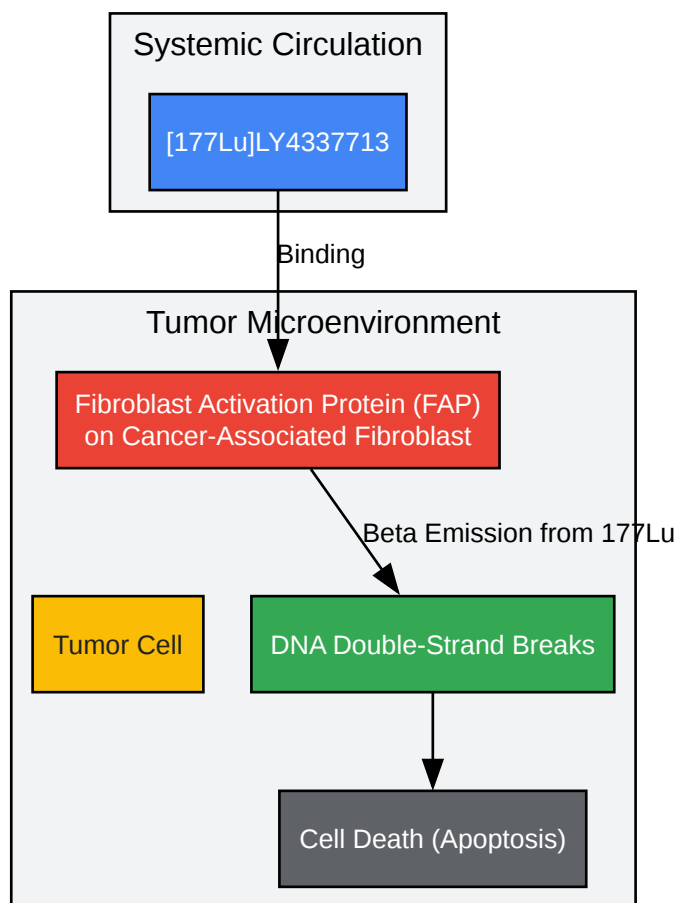 Systemic Circulation
[177Lu]LY4337713
Binding
Tumor Microenvironment
Fibroblast Activation Protein (FAP)
on Cancer-Associated Fibroblast
Beta Emission from 177Lu
Tumor Cell
DNA Double-Strand Breaks
Cell Death (Apoptosis)